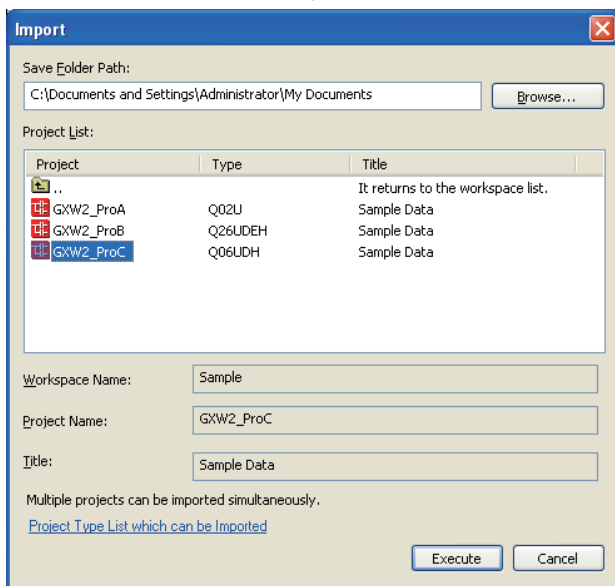 Import
Save Folder Path:
C:\Documents and Settings\Administrator\My Documents
Browse...
Project List:
Project Type Title
.. It returns to the workspace list.
GXW2_ProA Q02U Sample Data
GXW2_ProB Q26UDEH Sample Data
GXW2_ProC Q06UDH Sample Data
Workspace Name: Sample
Project Name: GXW2_ProC
Title: Sample Data
Multiple projects can be imported simultaneously.
Project Type List which can be Imported
Execute Cancel